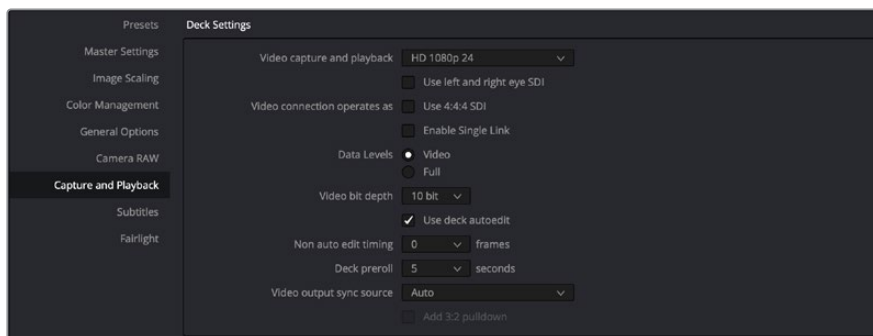 Presets
Master Settings
Image Scaling
Color Management
General Options
Camera RAW
Capture and Playback
Subtitles
Fairlight
Deck Settings
Video capture and playback HD 1080p 24
Use left and right eye SDI
Video connection operates as Use 4:4:4 SDI
Enable Single Link
Data Levels Video
Full
Video bit depth 10 bit
Use deck autoedit
Non auto edit timing 0 frames
Deck preroll 5 seconds
Video output sync source Auto
Add 3:2 pulldown